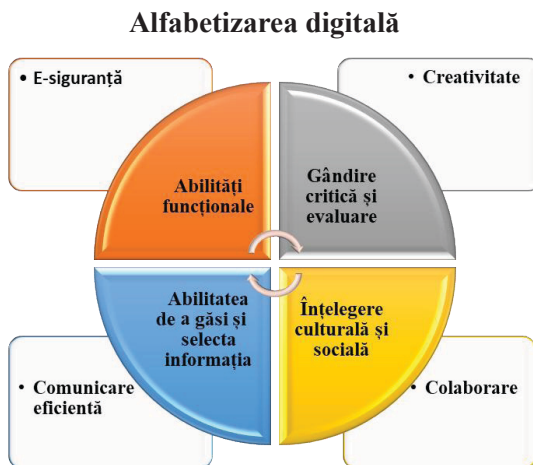 Alfabetizarea digitală
• E-siguranță
• Creativitate
Abilități
funcționale
Gândire
critică și
evaluare
Abilitatea
de a găsi și
selecta
informația
Înțelegere
culturală și
socială
• Comunicare
eficientă
• Colaborare